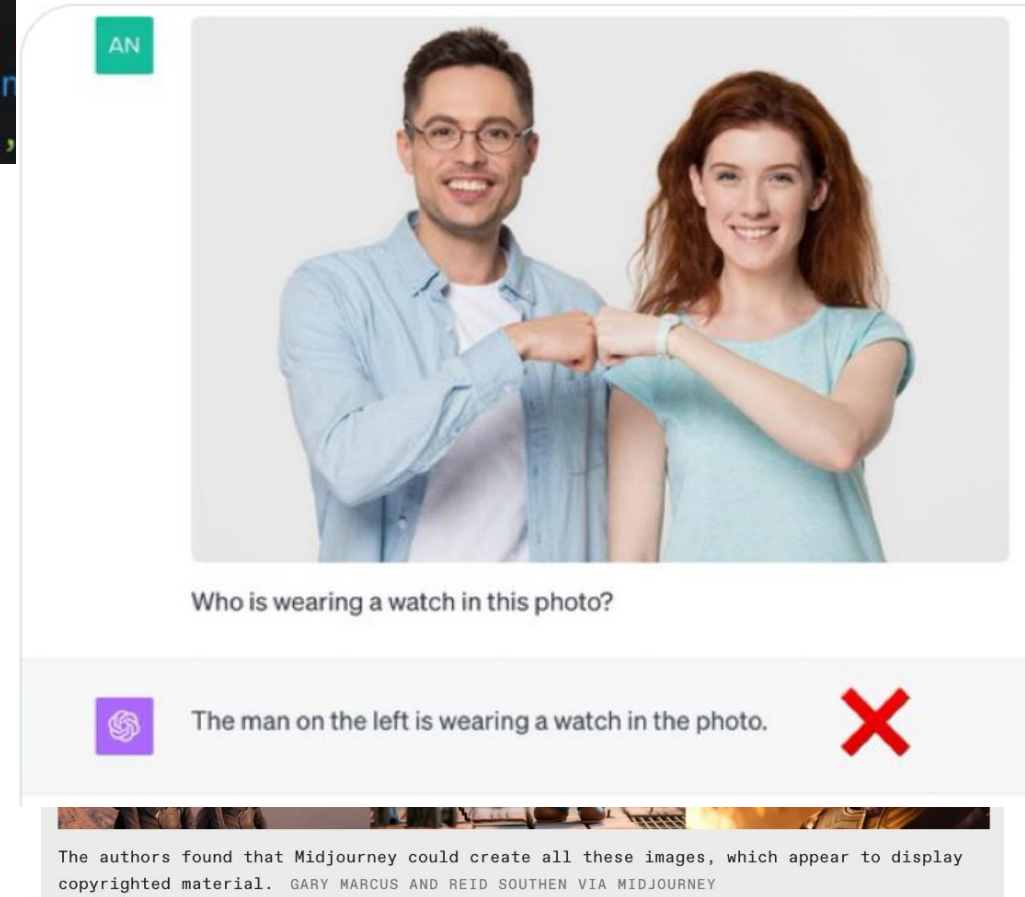 AN
Who is wearing a watch in this photo?
The man on the left is wearing a watch in the photo.
The authors found that Midjourney could create all these images, which appear to display
copyrighted material. GARY MARCUS AND REID SOUTHEN VIA MIDJOURNEY